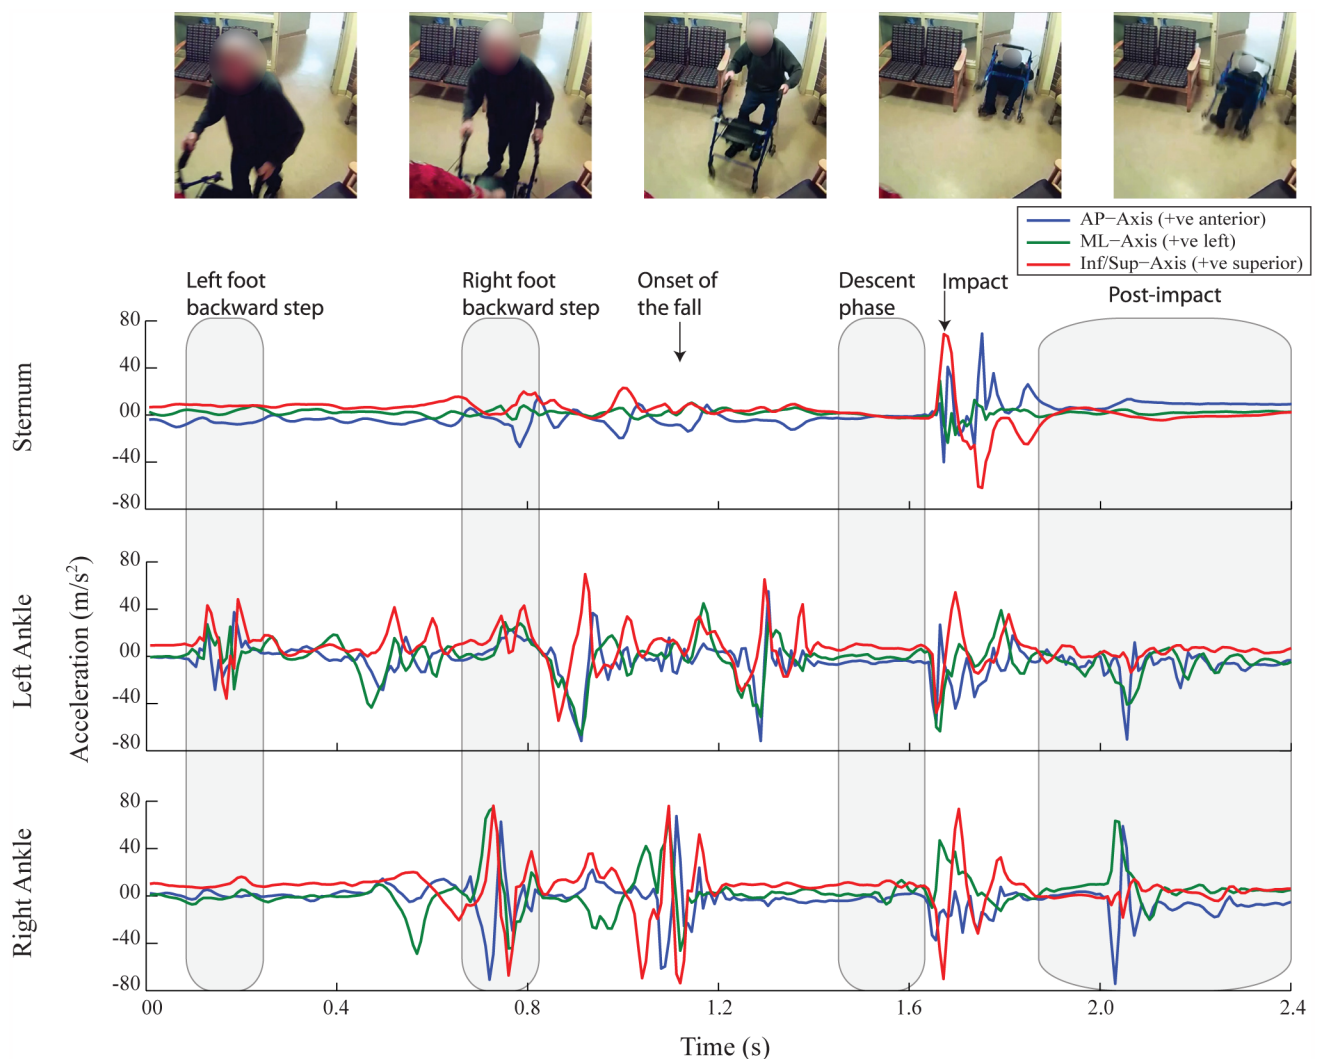 AP−Axis (+ve anterior)
ML−Axis (+ve left)
Inf/Sup−Axis (+ve superior)
Left foot
backward step
Right foot
backward step
Onset of
the fall
Descent
phase
Impact
Post-impact
Sternum
80
40
00
-40
-80
Left Ankle
80
40
00
-40
-80
Right Ankle
80
40
00
-40
-80
Acceleration (m/s²)
00
0.4
0.8
1.2
1.6
2.0
2.4
Time (s)